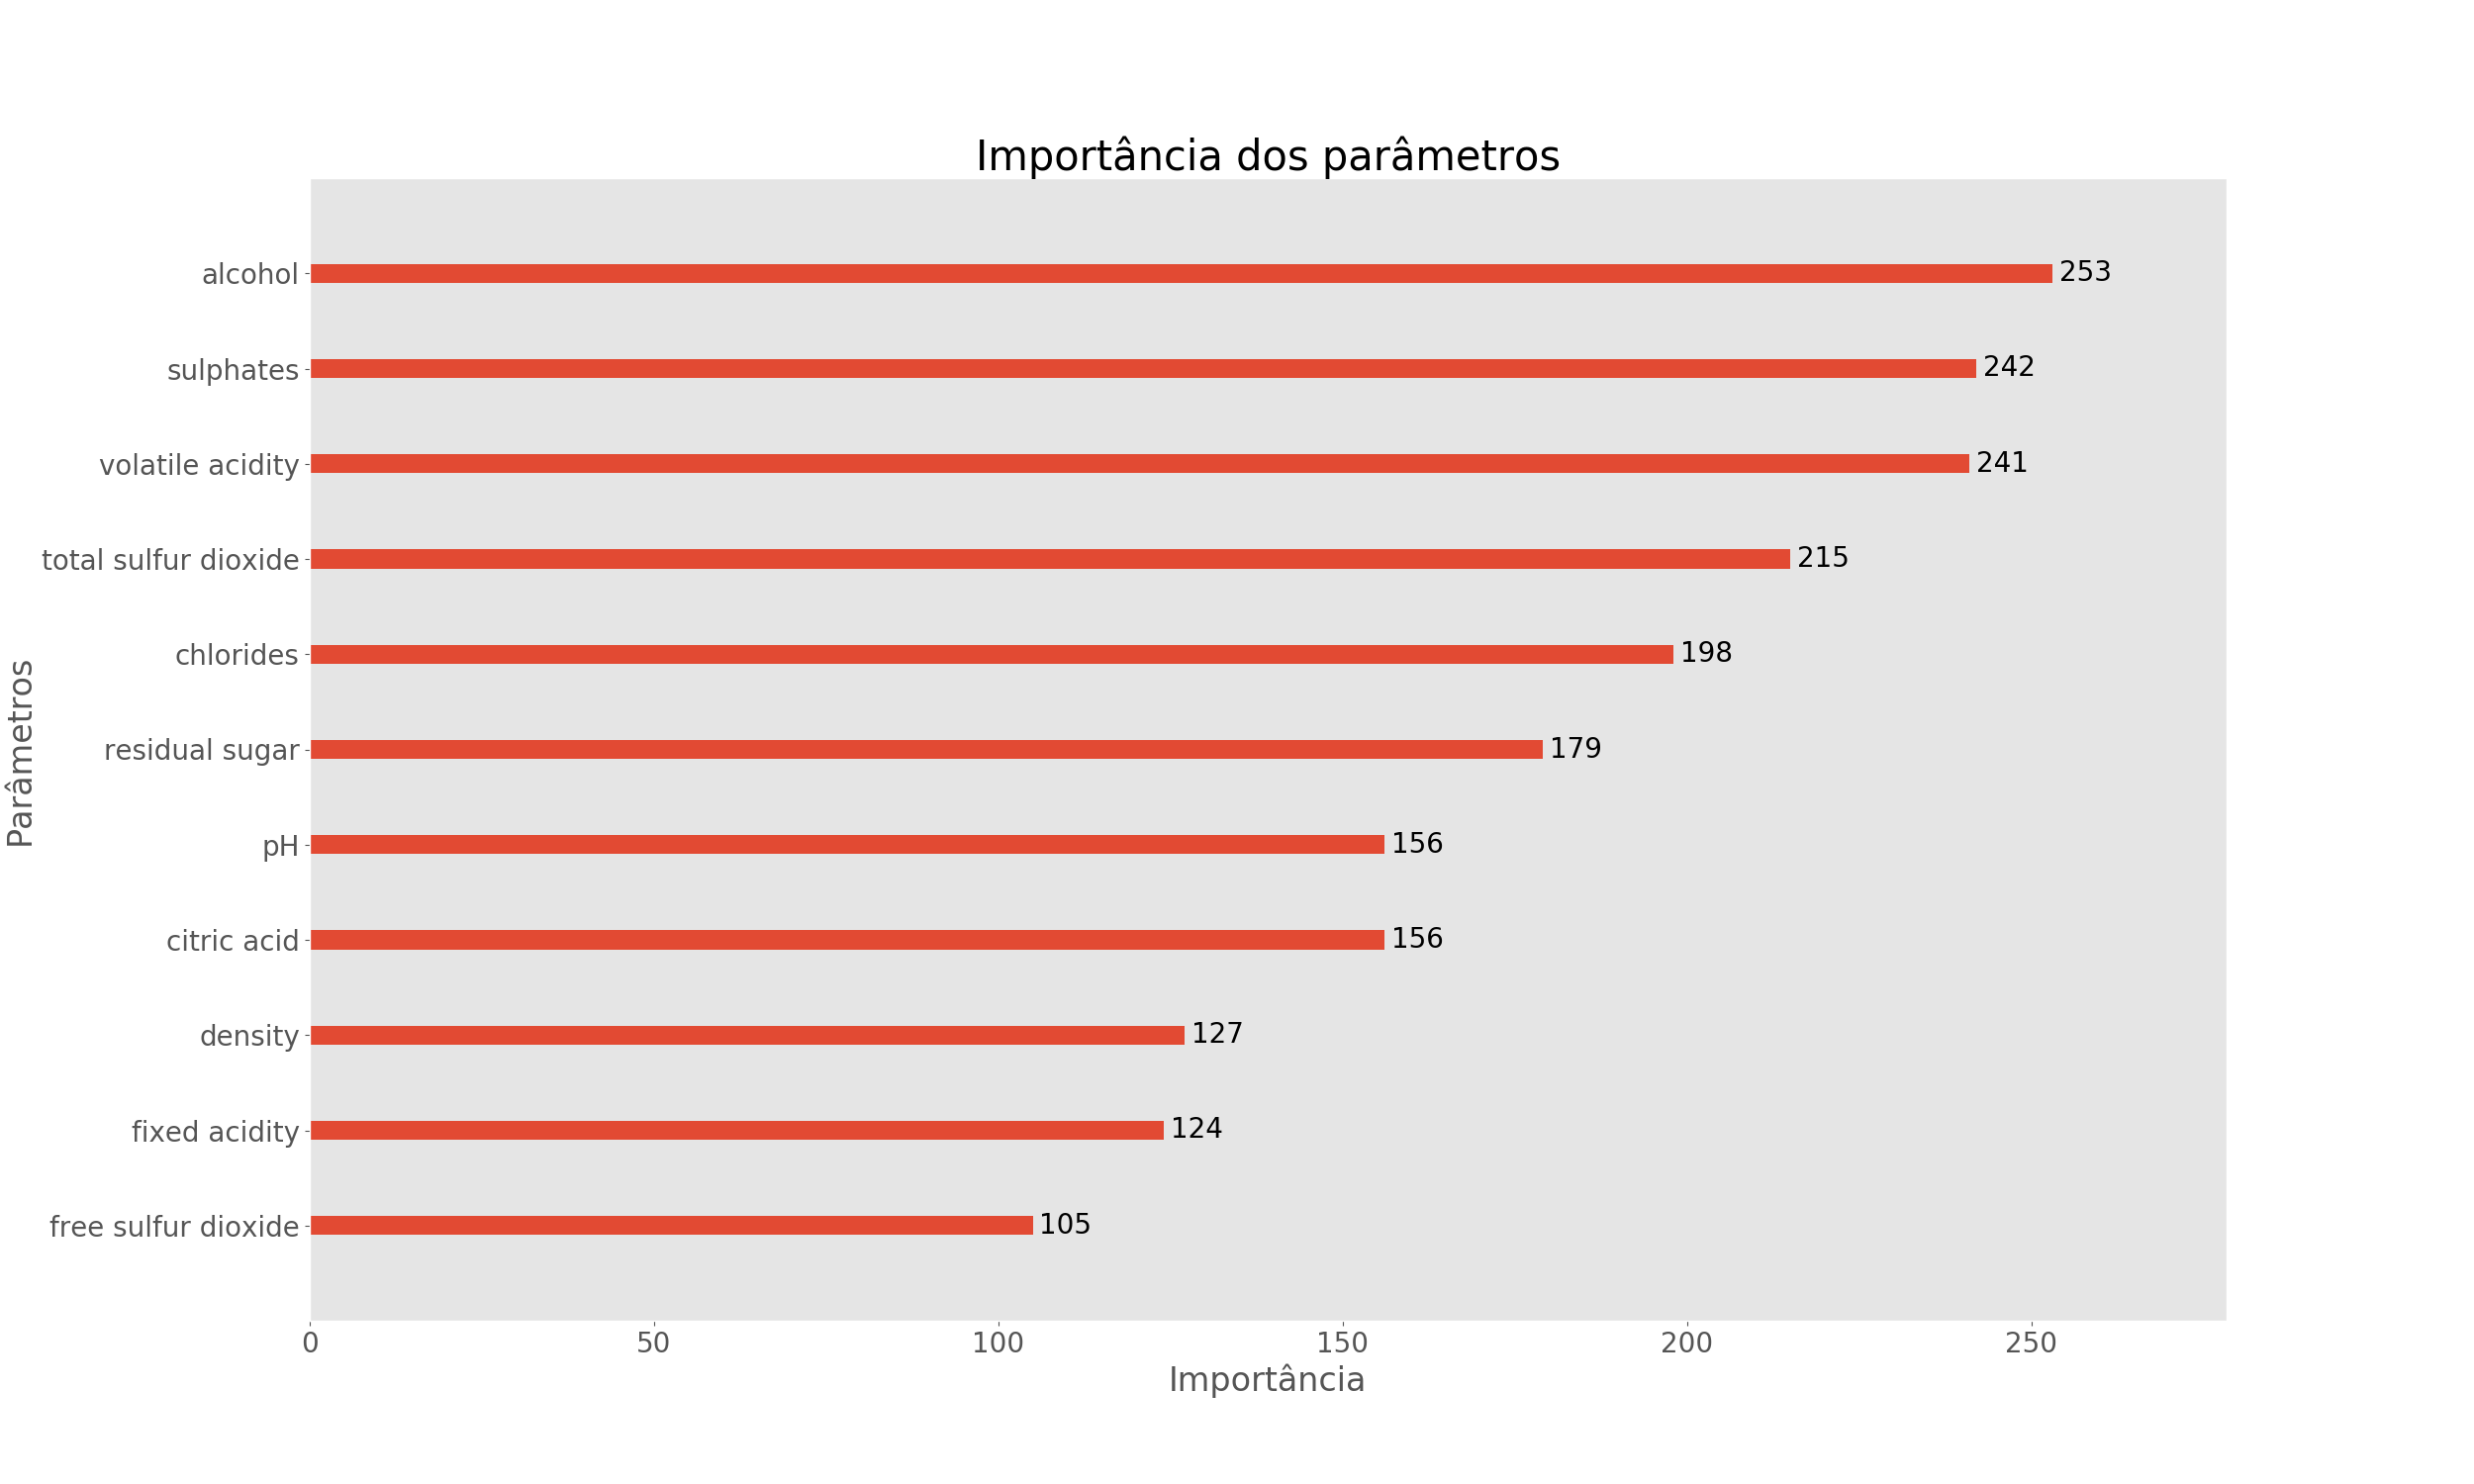 Importância dos parâmetros
alcohol 253
sulphates 242
volatile acidity 241
total sulfur dioxide 215
chlorides 198
residual sugar 179
pH 156
citric acid 156
density 127
fixed acidity 124
free sulfur dioxide 105
Parâmetros
0 50 100 150 200 250
Importância